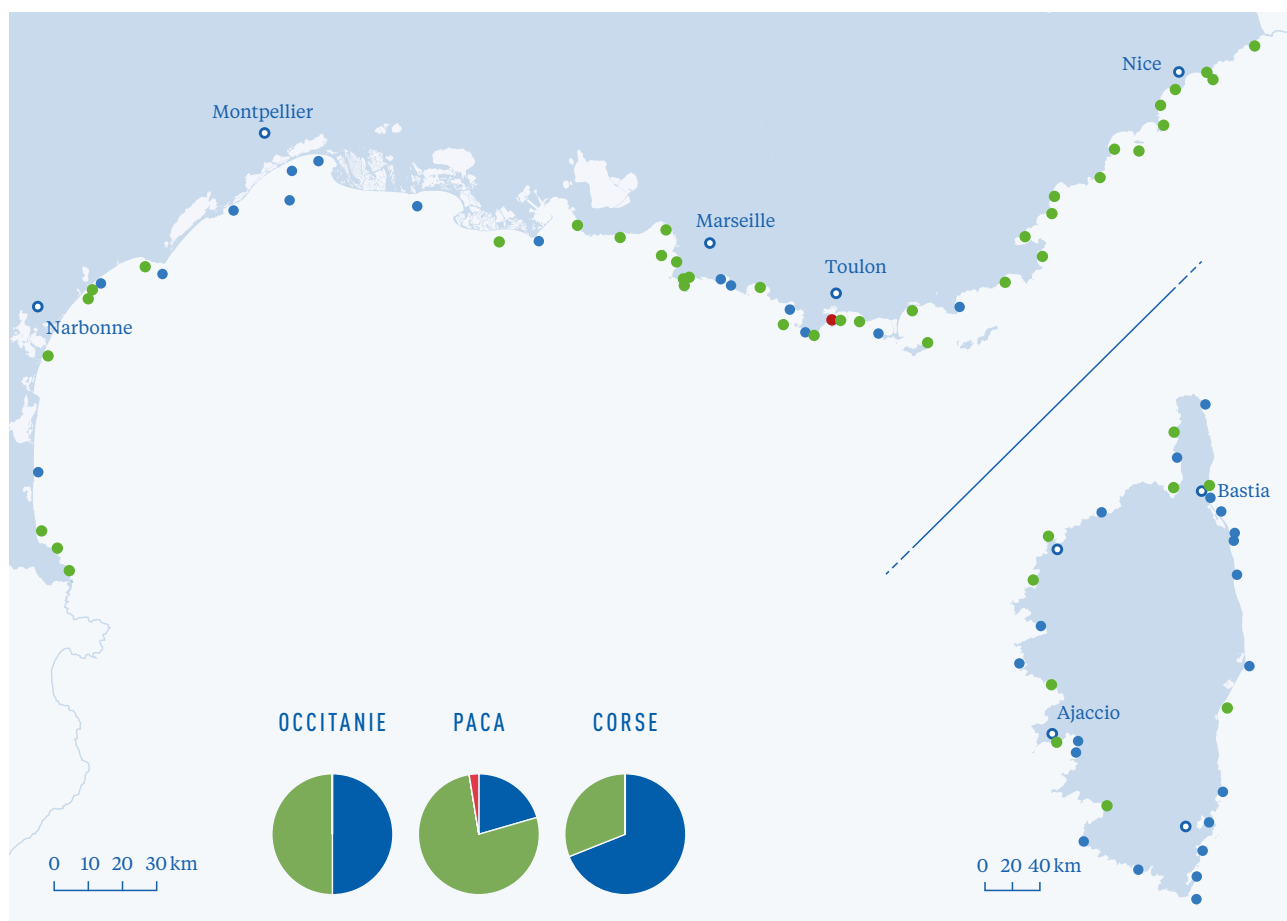 Nice
Montpellier
Marseille
Toulon
Narbonne
Bastia
Ajaccio
OCCITANIE
PACA
CORSE
0 10 20 30 km
0 20 40 km